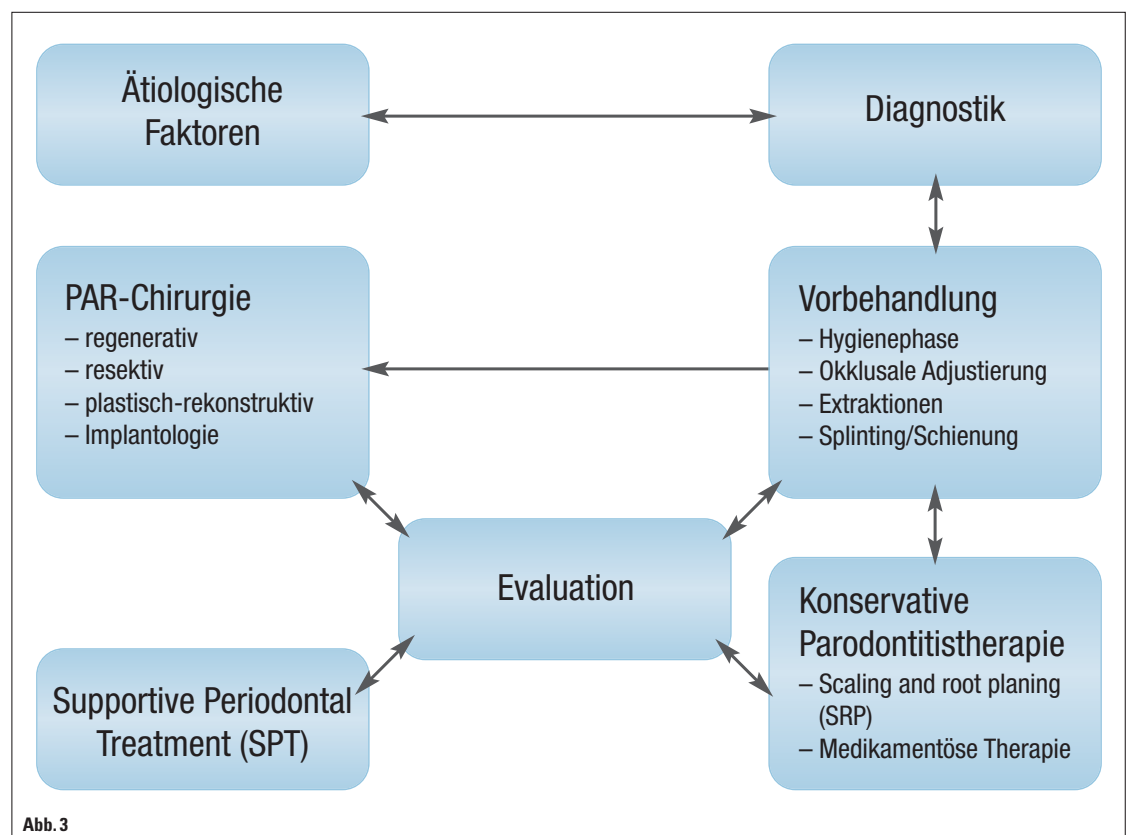 Ätiologische
Faktoren
Diagnostik
PAR-Chirurgie
– regenerativ
– resektiv
– plastisch-rekonstruktiv
– Implantologie
Vorbehandlung
– Hygienephase
– Okklusale Adjustierung
– Extraktionen
– Splinting/Schienung
Evaluation
Konservative
Parodontitistherapie
– Scaling and root planing
(SRP)
– Medikamentöse Therapie
Supportive Periodontal
Treatment (SPT)
Abb. 3